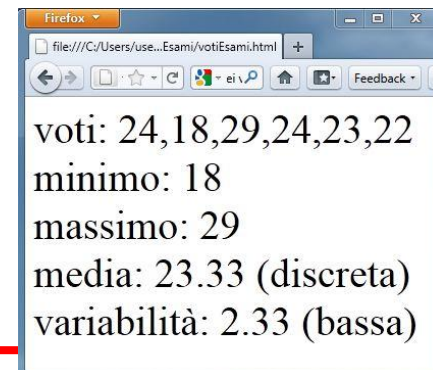 Firefox
file:///C:/Users/use...Esami/votiEsami.html
Feedback
voti: 24,18,29,24,23,22
minimo: 18
massimo: 29
media: 23.33 (discreta)
variabilità: 2.33 (bassa)